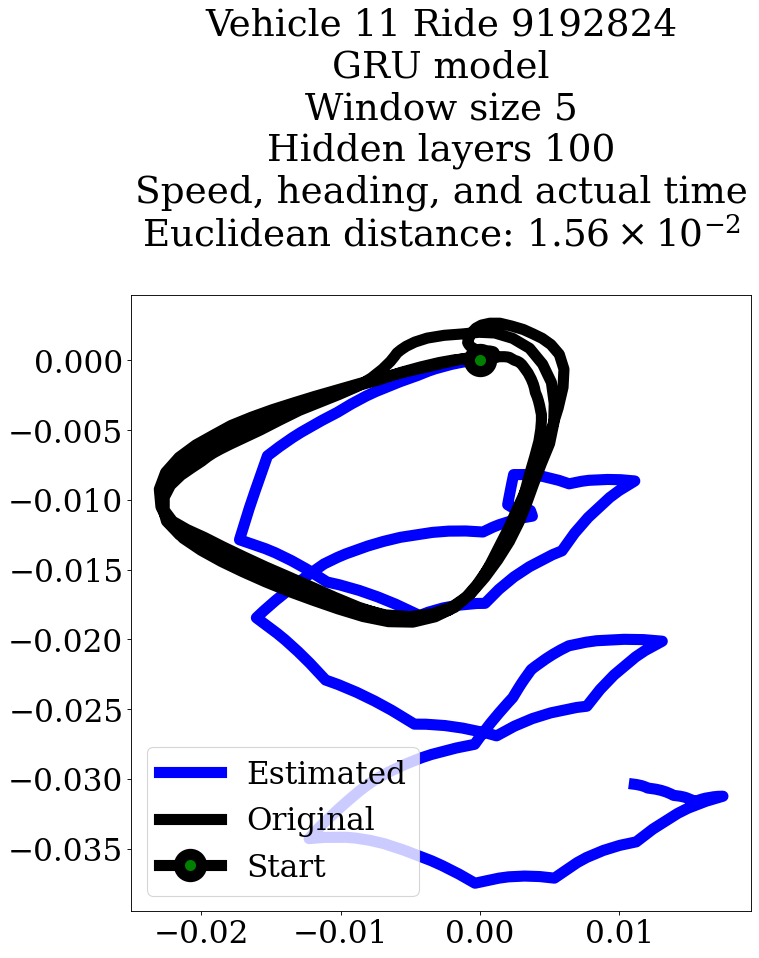 Vehicle 11 Ride 9192824
GRU model
Window size 5
Hidden layers 100
Speed, heading, and actual time
Euclidean distance: 1.56 × 10⁻²
0.000
−0.005
−0.010
−0.015
−0.020
−0.025
−0.030
−0.035
Estimated
Original
Start
−0.02 −0.01 0.00 0.01